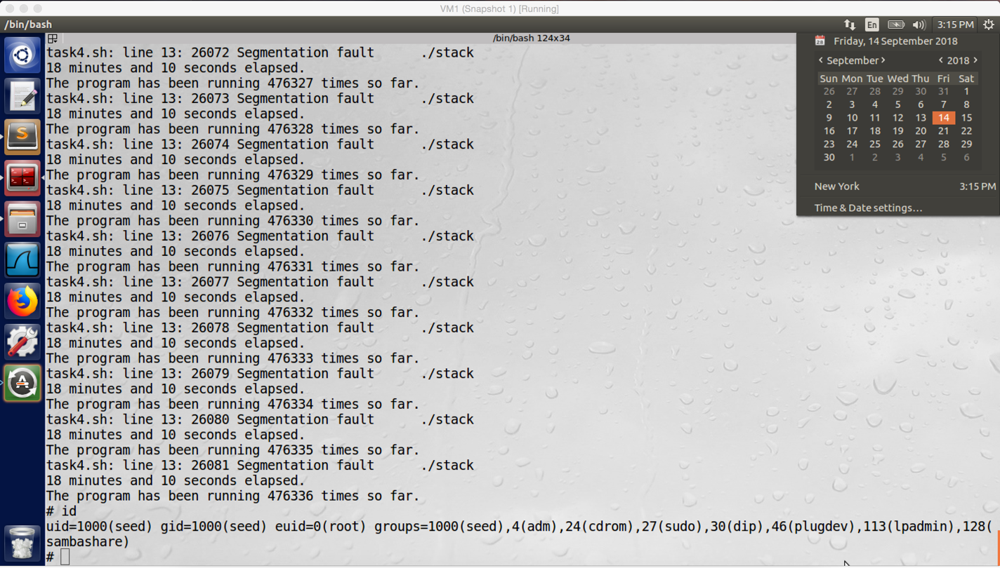 VM1 (Snapshot 1) [Running]
/bin/bash
En
3:15 PM
/bin/bash 124x34
task4.sh: line 13: 26072 Segmentation fault      ./stack
18 minutes and 10 seconds elapsed.
The program has been running 476327 times so far.
task4.sh: line 13: 26073 Segmentation fault      ./stack
18 minutes and 10 seconds elapsed.
The program has been running 476328 times so far.
task4.sh: line 13: 26074 Segmentation fault      ./stack
18 minutes and 10 seconds elapsed.
The program has been running 476329 times so far.
task4.sh: line 13: 26075 Segmentation fault      ./stack
18 minutes and 10 seconds elapsed.
The program has been running 476330 times so far.
task4.sh: line 13: 26076 Segmentation fault      ./stack
18 minutes and 10 seconds elapsed.
The program has been running 476331 times so far.
task4.sh: line 13: 26077 Segmentation fault      ./stack
18 minutes and 10 seconds elapsed.
The program has been running 476332 times so far.
task4.sh: line 13: 26078 Segmentation fault      ./stack
18 minutes and 10 seconds elapsed.
The program has been running 476333 times so far.
task4.sh: line 13: 26079 Segmentation fault      ./stack
18 minutes and 10 seconds elapsed.
The program has been running 476334 times so far.
task4.sh: line 13: 26080 Segmentation fault      ./stack
18 minutes and 10 seconds elapsed.
The program has been running 476335 times so far.
task4.sh: line 13: 26081 Segmentation fault      ./stack
18 minutes and 10 seconds elapsed.
The program has been running 476336 times so far.
# id
uid=1000(seed) gid=1000(seed) euid=0(root) groups=1000(seed),4(adm),24(cdrom),27(sudo),30(dip),46(plugdev),113(lpadmin),128(
sambashare)
#
28 Friday, 14 September 2018
‹ September › ‹ 2018 ›
Sun Mon Tue Wed Thu Fri Sat
26 27 28 29 30 31 1
2 3 4 5 6 7 8
9 10 11 12 13 14 15
16 17 18 19 20 21 22
23 24 25 26 27 28 29
30 1 2 3 4 5 6
New York 3:15 PM
Time & Date settings…
S
A